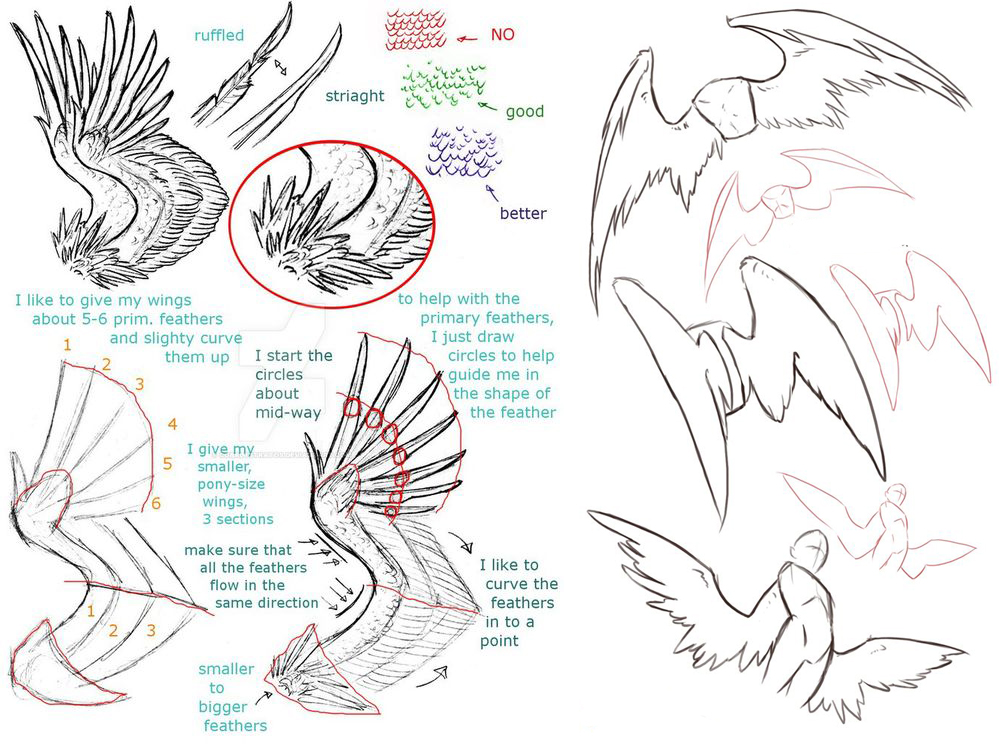 ruffled
striaght
NO
good
better
I like to give my wings
about 5-6 prim. feathers
and slighty curve
them up
to help with the
primary feathers,
I just draw
circles to help
guide me in
the shape of
the feather
I start the
circles
about
mid-way
1
2
3
4
5
6
I give my
smaller,
pony-size
wings,
3 sections
make sure that
all the feathers
flow in the
same direction
I like to
curve the
feathers
in to a
point
1
2
3
smaller
to
bigger
feathers